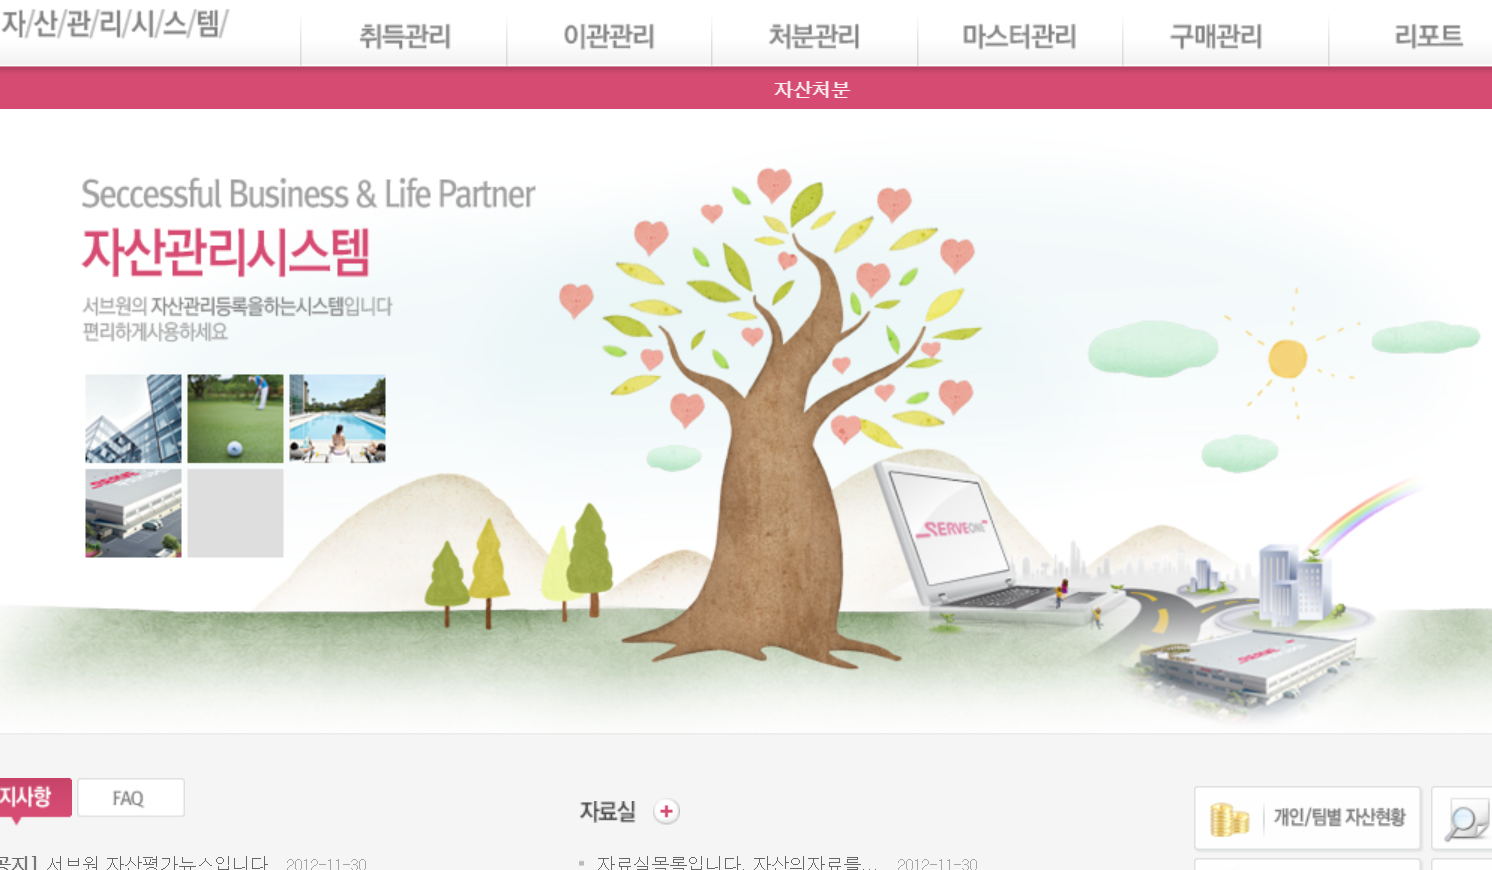 자/산/관/리/시/스/템/
취득관리
이관관리
처분관리
마스터관리
구매관리
리포트
자산처분
Seccessful Business & Life Partner
자산관리시스템
서브원의 자산관리등록을하는시스템입니다
편리하게사용하세요
SERVEONE
지사항
FAQ
자료실
개인/팀별 자산현황
공지] 서브원 자산평가뉴스입니다 2012-11-30
자료실목록입니다. 자산의자료를... 2012-11-30